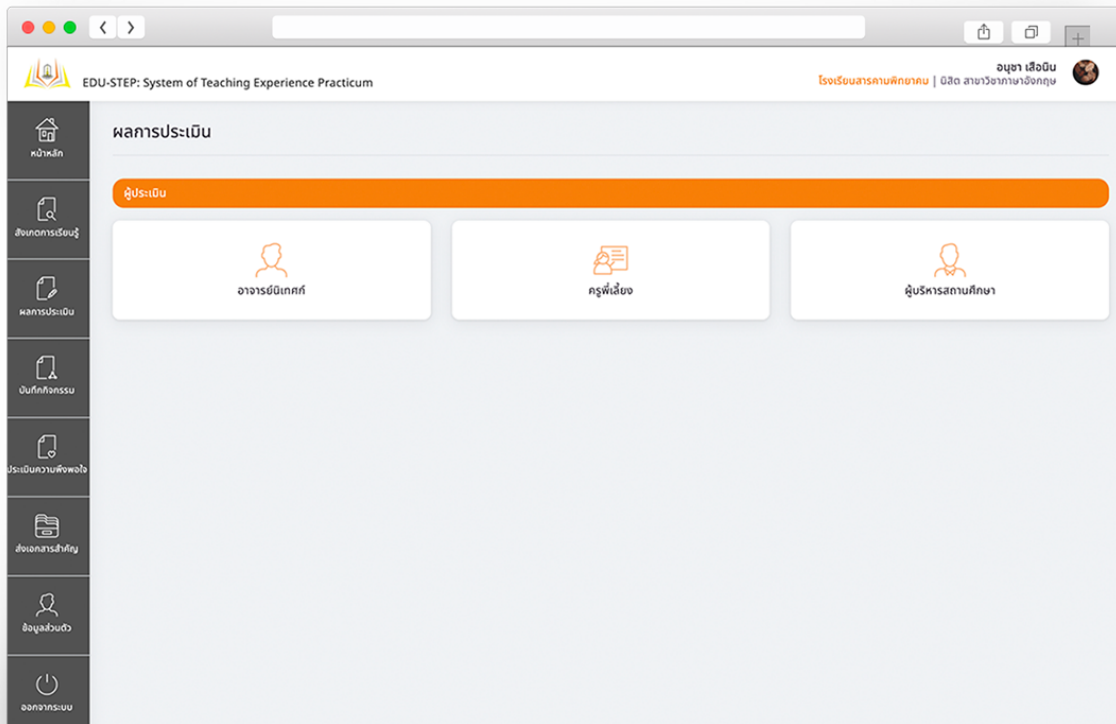 EDU-STEP: System of Teaching Experience Practicum
อนุชา เสือนิน
โรงเรียนสารคามพิทยาคม | นิสิต สาขาวิชาภาษาอังกฤษ
หน้าหลัก
สังเกตการเรียนรู้
ผลการประเมิน
บันทึกกิจกรรม
ประเมินความพึงพอใจ
ส่งเอกสารสำคัญ
ข้อมูลส่วนตัว
ออกจากระบบ
ผลการประเมิน
ผู้ประเมิน
อาจารย์นิเทศก์
ครูพี่เลี้ยง
ผู้บริหารสถานศึกษา